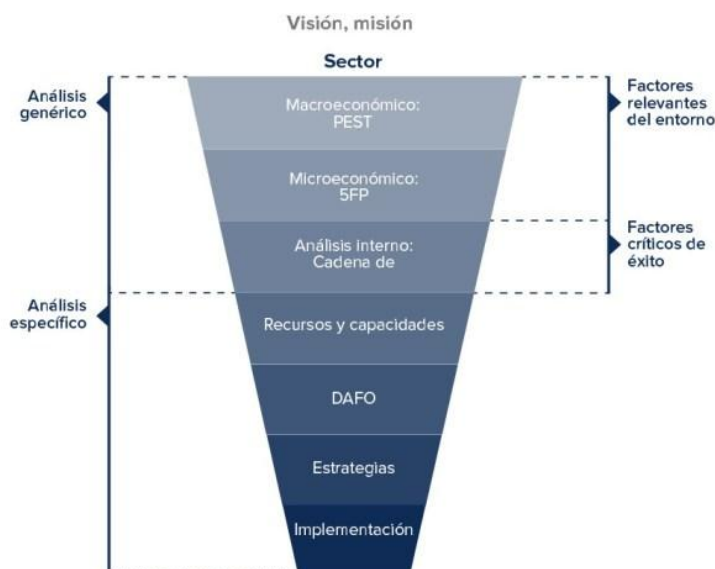 Visión, misión
Sector
Análisis
genérico
Macroeconómico:
PEST
Factores
relevantes
del entorno
Microeconómico:
5FP
Análisis interno:
Cadena de
Factores
críticos de
éxito
Análisis
específico
Recursos y capacidades
DAFO
Estrategias
Implementación